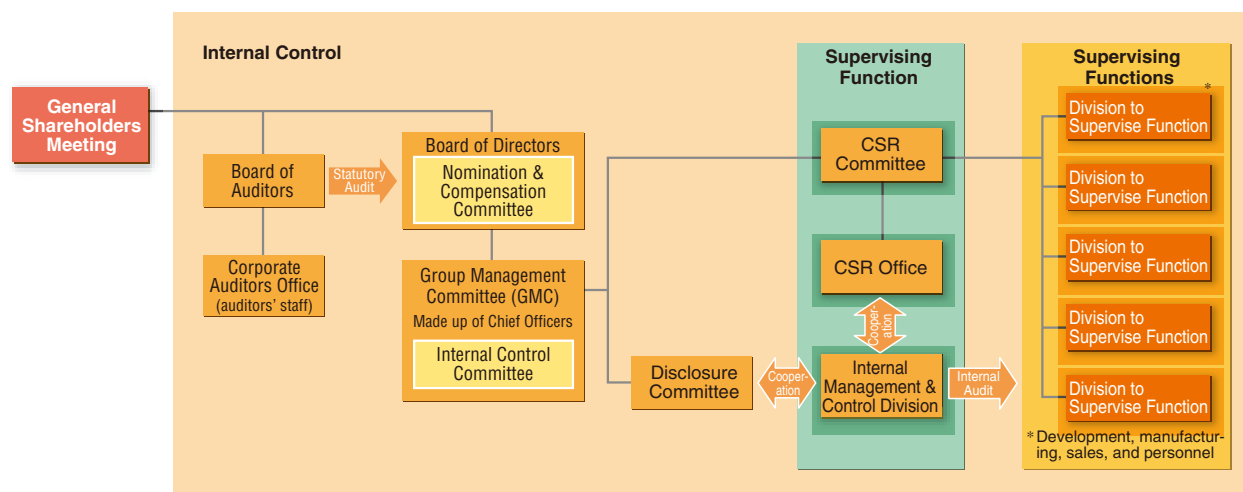 Internal Control
General
Shareholders
Meeting
Board of
Auditors
Statutory
Audit
Corporate
Auditors Office
(auditors' staff)
Board of Directors
Nomination &
Compensation
Committee
Group Management
Committee (GMC)
Made up of Chief Officers
Internal Control
Committee
Disclosure
Committee
Cooper-
ation
Supervising
Function
CSR
Committee
CSR Office
Cooper-
ation
Internal
Management &
Control Division
Internal
Audit
Supervising
Functions
*
Division to
Supervise Function
Division to
Supervise Function
Division to
Supervise Function
Division to
Supervise Function
Division to
Supervise Function
* Development, manufactur-
ing, sales, and personnel